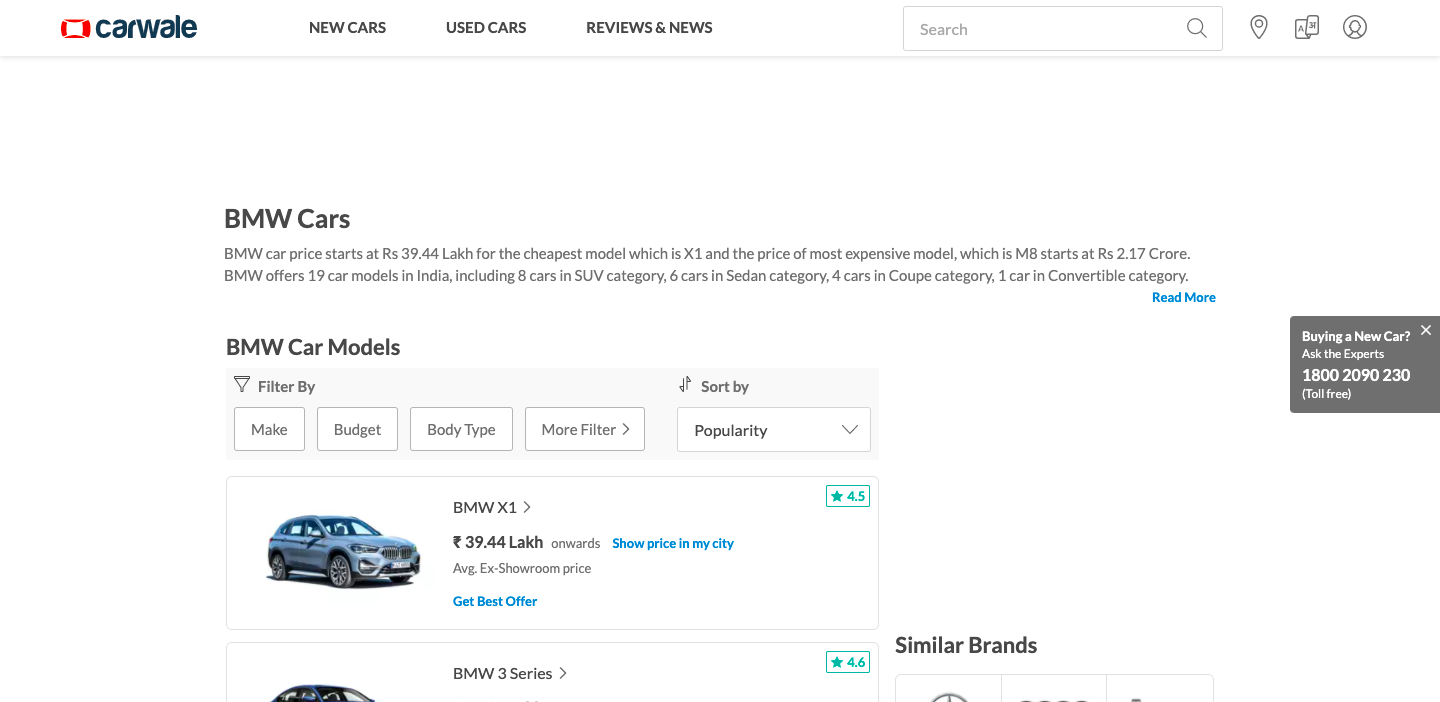 carwale
NEW CARS
USED CARS
REVIEWS & NEWS
Search
BMW Cars
BMW car price starts at Rs 39.44 Lakh for the cheapest model which is X1 and the price of most expensive model, which is M8 starts at Rs 2.17 Crore.
BMW offers 19 car models in India, including 8 cars in SUV category, 6 cars in Sedan category, 4 cars in Coupe category, 1 car in Convertible category.
Read More
Buying a New Car?
Ask the Experts
1800 2090 230
(Toll free)
BMW Car Models
Filter By
Sort by
Make
Budget
Body Type
More Filter
Popularity
4.5
BMW X1
₹ 39.44 Lakh onwards Show price in my city
Avg. Ex-Showroom price
Get Best Offer
Similar Brands
4.6
BMW 3 Series